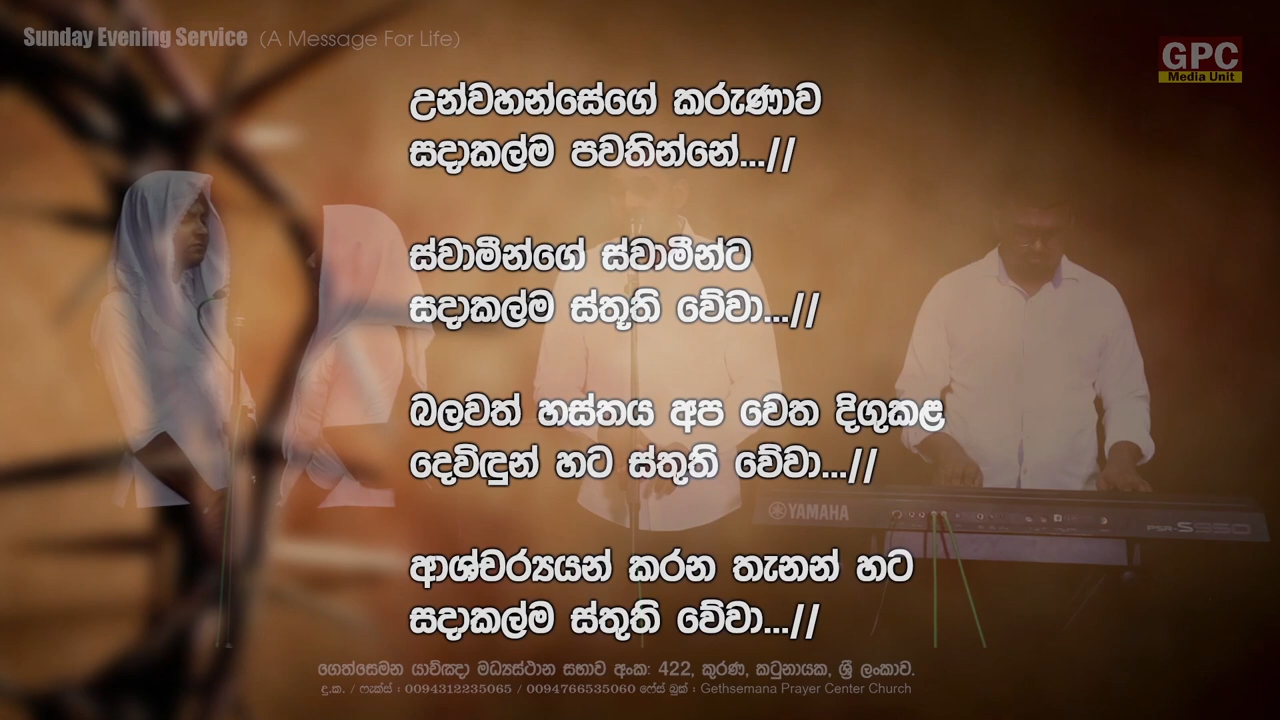 Sunday Evening Service (A Message For Life)
GPC
Media Unit
උන්වහන්සේගේ කරුණාව
සදාකල්ම පවතින්නේ...//
ස්වාමීන්ගේ ස්වාමීන්ට
සදාකල්ම ස්තූති වේවා...//
බලවත් හස්තය අප වෙත දිගුකළ
දෙවිඳුන් හට ස්තුති වේවා...//
YAMAHA
PSR-S950
ආශ්චර්‍යයන් කරන තැනන් හට
සදාකල්ම ස්තුති වේවා...//
ගෙත්සෙමන යාච්ඤා මධ්‍යස්ථාන සභාව අංක: 422, කුරණ, කටුනායක, ශ්‍රී ලංකාව.
දු.ක. / ෆැක්ස් : 0094312235065 / 0094766535060 ෆේස් බුක් : Gethsemana Prayer Center Church